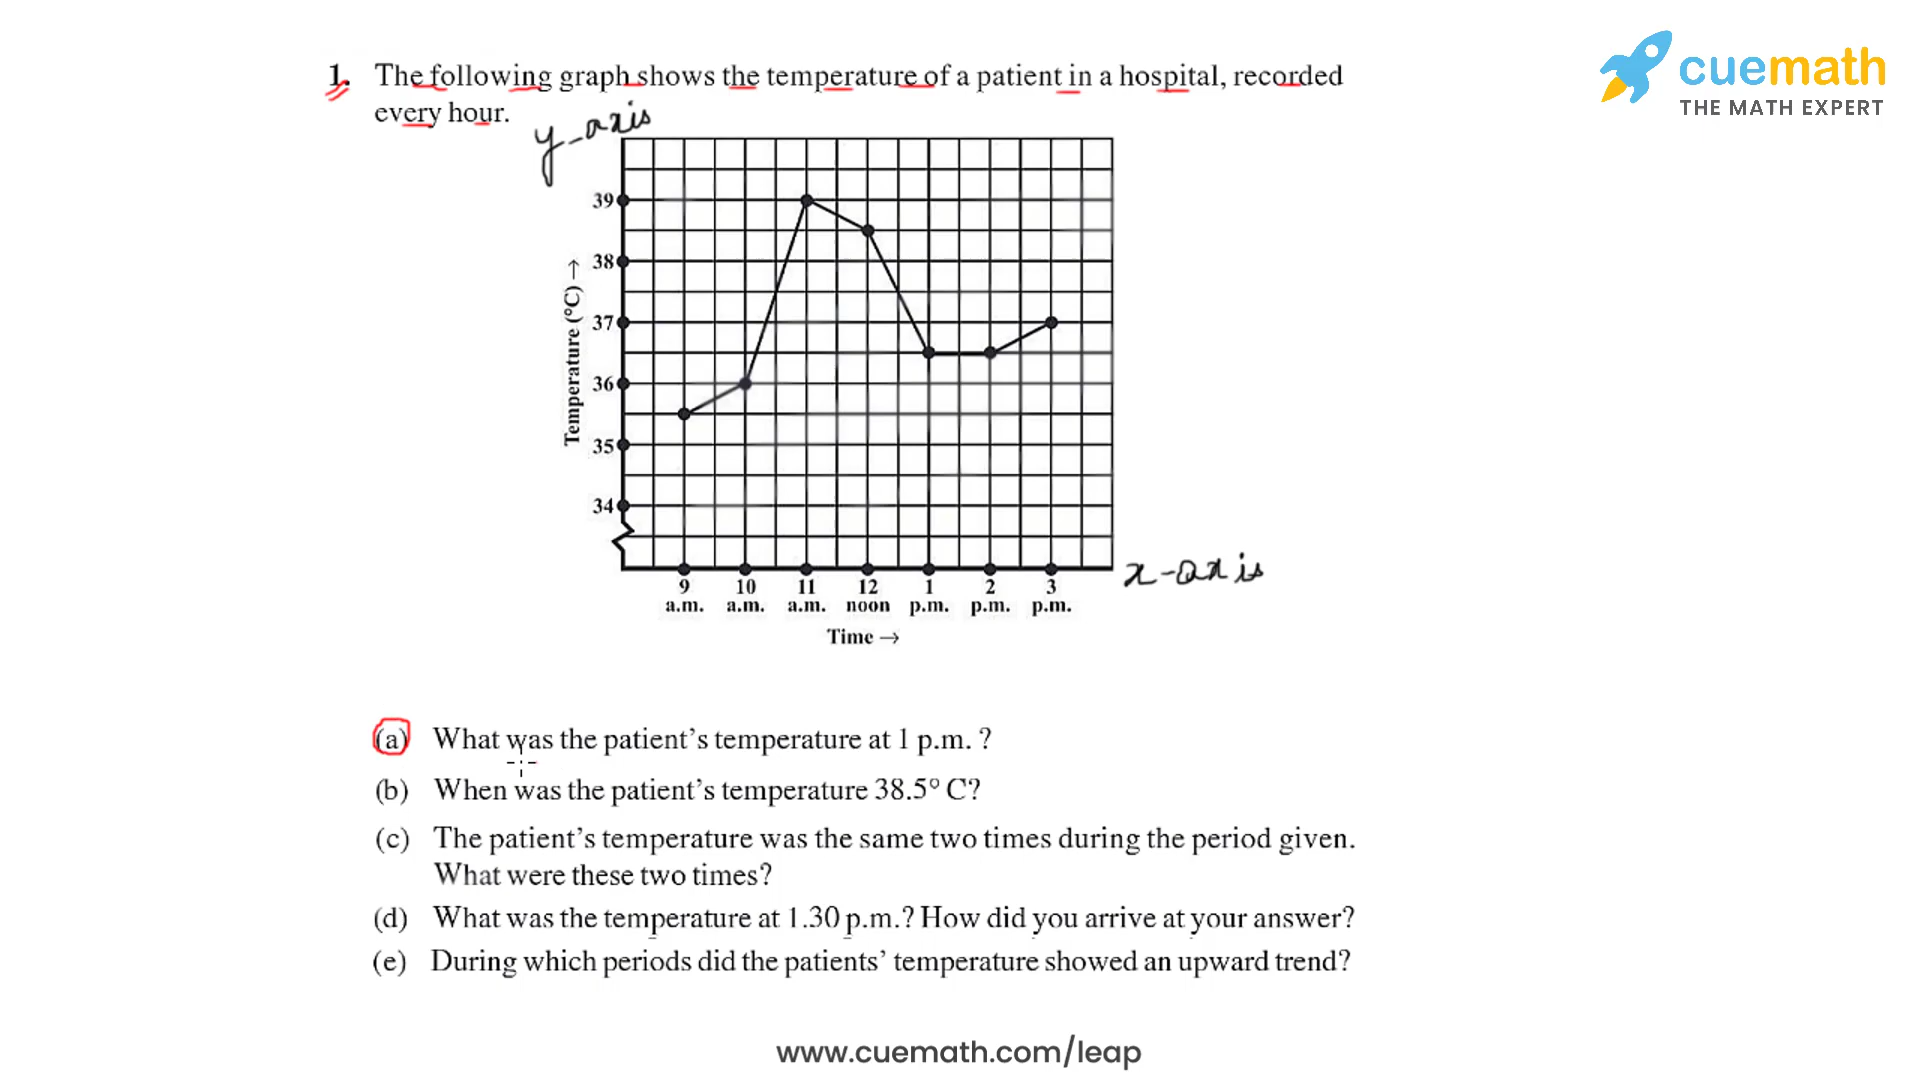 cuemath
THE MATH EXPERT
1. The following graph shows the temperature of a patient in a hospital, recorded
every hour.
y-axis
39
38
37
36
35
34
Temperature (°C) →
9 10 11 12 1 2 3
a.m. a.m. a.m. noon p.m. p.m. p.m.
x-axis
Time →
(a) What was the patient's temperature at 1 p.m. ?
(b) When was the patient's temperature 38.5° C?
(c) The patient's temperature was the same two times during the period given.
What were these two times?
(d) What was the temperature at 1.30 p.m.? How did you arrive at your answer?
(e) During which periods did the patients' temperature showed an upward trend?
www.cuemath.com/leap